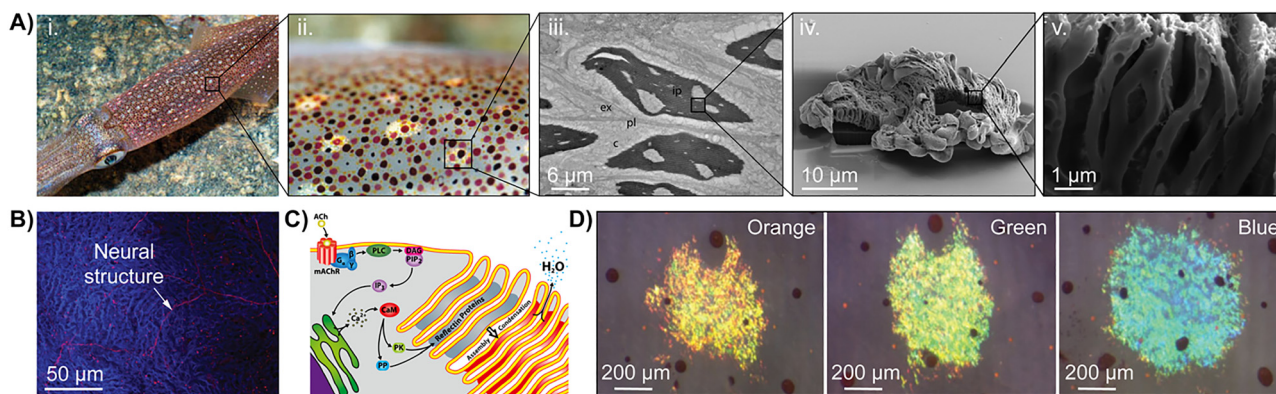 A)
i.
ii.
iii.
ex
ip
pl
c
6 µm
iv.
10 µm
v.
1 µm
B)
Neural
structure
50 µm
C)
ACh
mAChR
β
γ
PLC
DAG
PIP2
IP3
Ca
CaM
PK
PP
Reflectin Proteins
Assembly
Condensation
H2O
D)
Orange
200 µm
Green
200 µm
Blue
200 µm